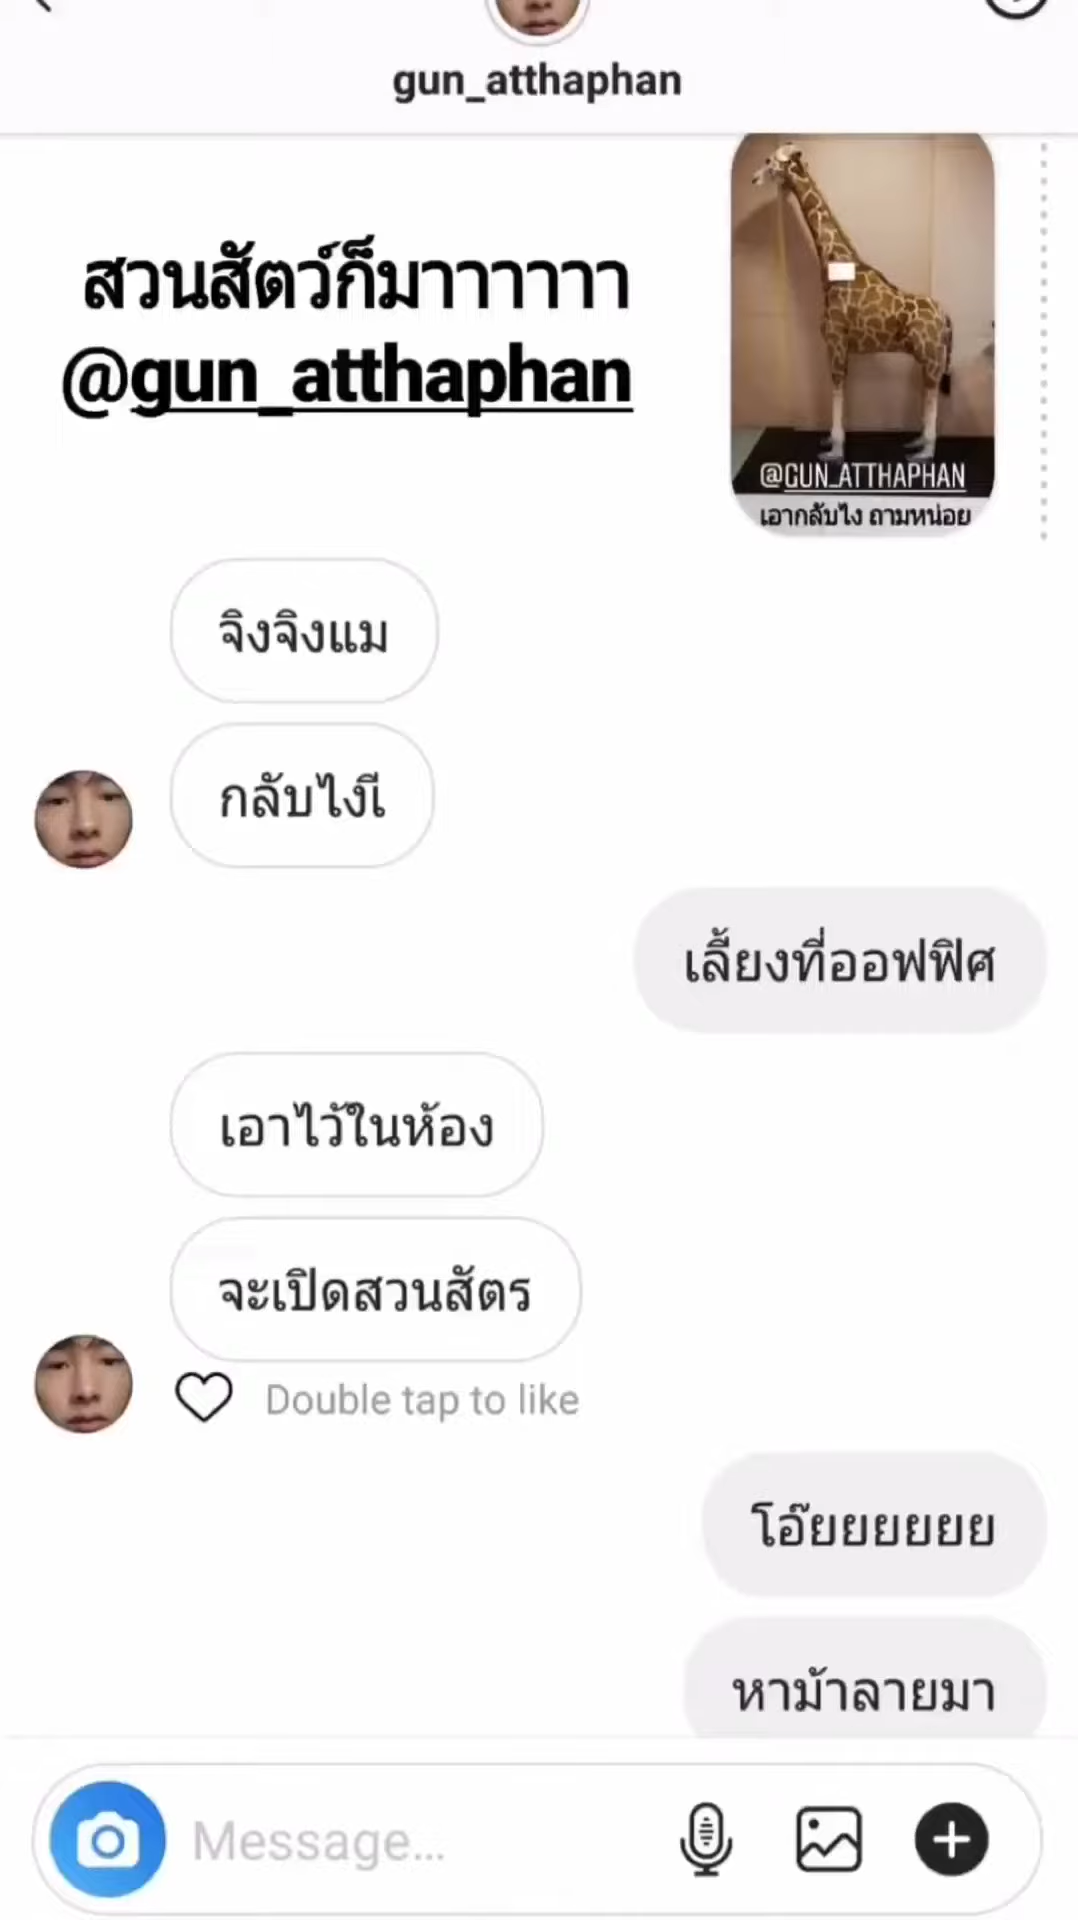 gun_atthaphan
สวนสัตว์ก็มาาาาาา
@gun_atthaphan
@GUN_ATTHAPHAN
เอากลับไง ถามหน่อย
จิงจิงแม
กลับไงเี
เลี้ยงที่ออฟฟิศ
เอาไว้ในห้อง
จะเปิดสวนสัตร
Double tap to like
โอ๊ยยยยยย
หาม้าลายมา
Message...